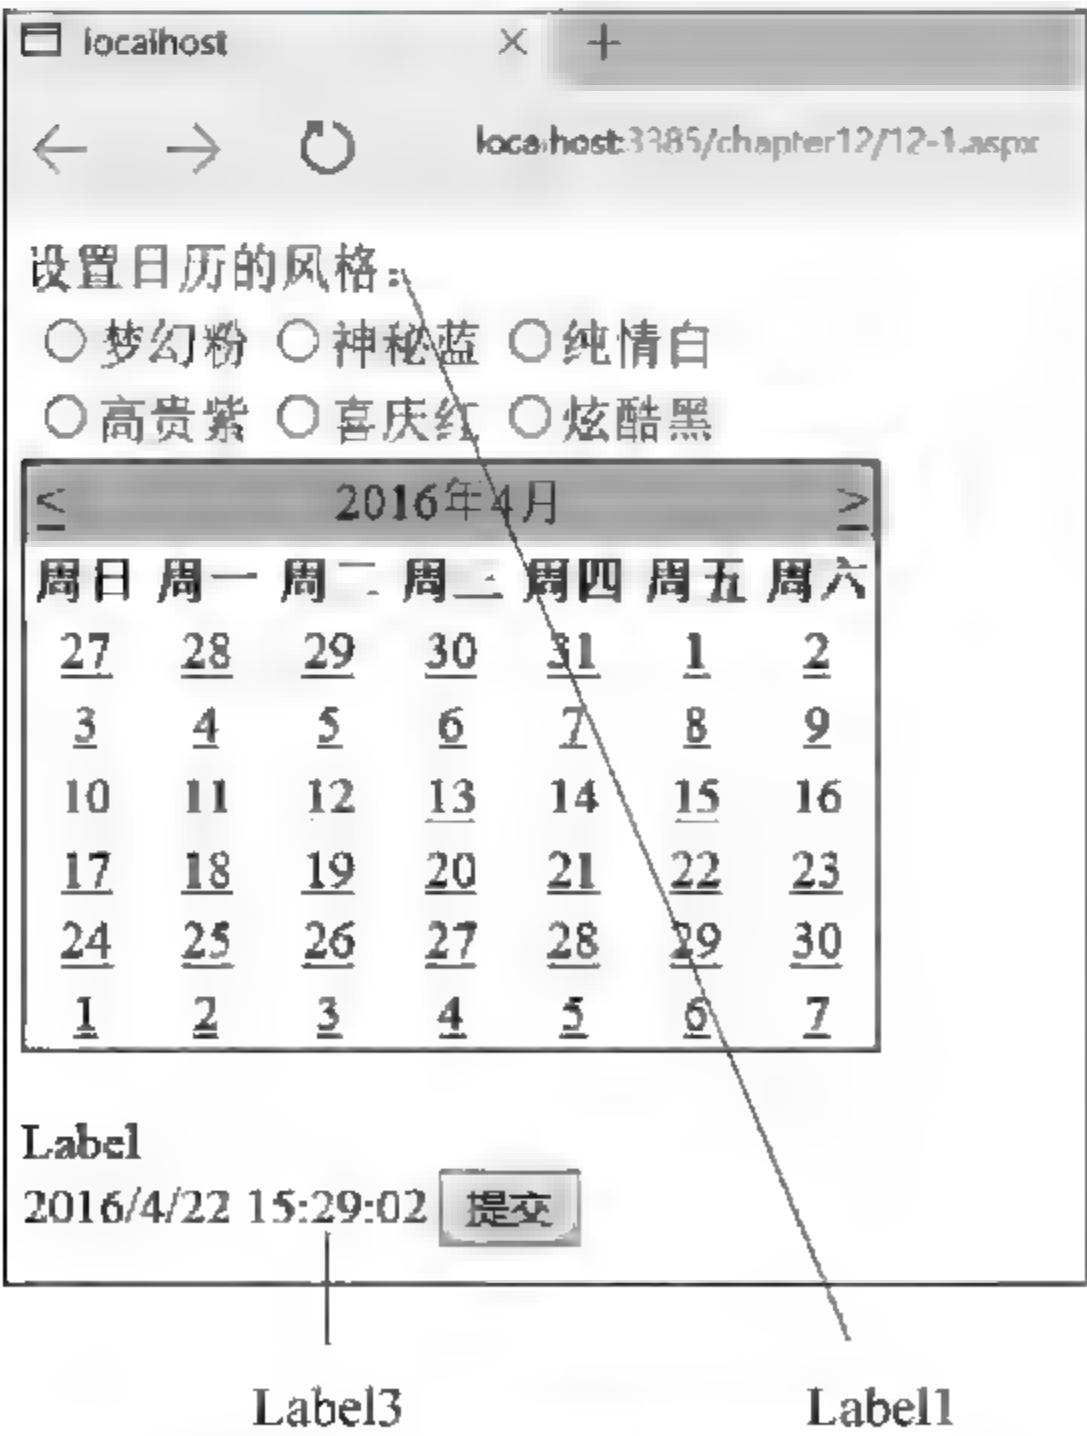 localhost
localhost:3385/chapter12/12-1.aspx
设置日历的风格:
梦幻粉 神秘蓝 纯情白
高贵紫 喜庆红 炫酷黑
< 2016年4月 >
周日 周一 周二 周三 周四 周五 周六
27 28 29 30 31 1 2
3 4 5 6 7 8 9
10 11 12 13 14 15 16
17 18 19 20 21 22 23
24 25 26 27 28 29 30
1 2 3 4 5 6 7
Label
2016/4/22 15:29:02 提交
Label3 Label1